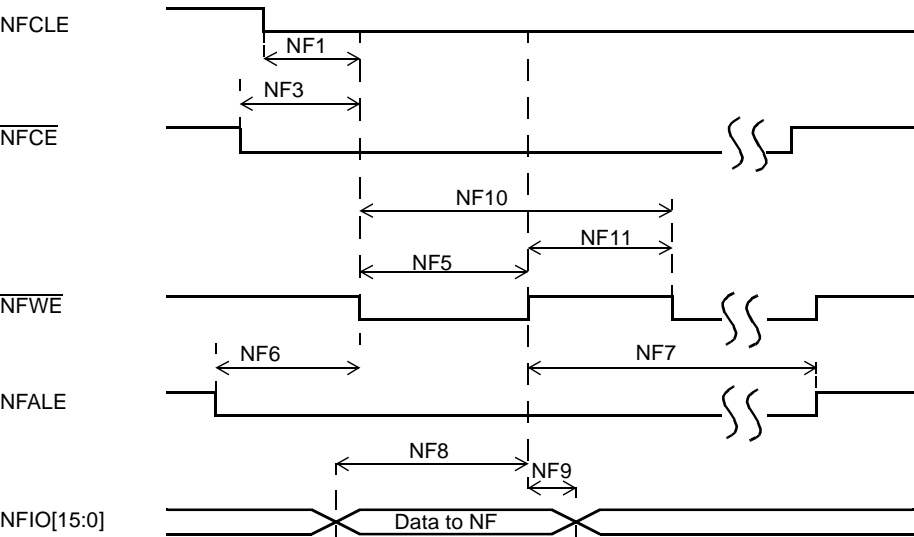 NFCLE
NF1
NF3
NFCE
NF10
NF11
NF5
NFWE
NF6
NF7
NFALE
NF8
NF9
NFIO[15:0]
Data to NF